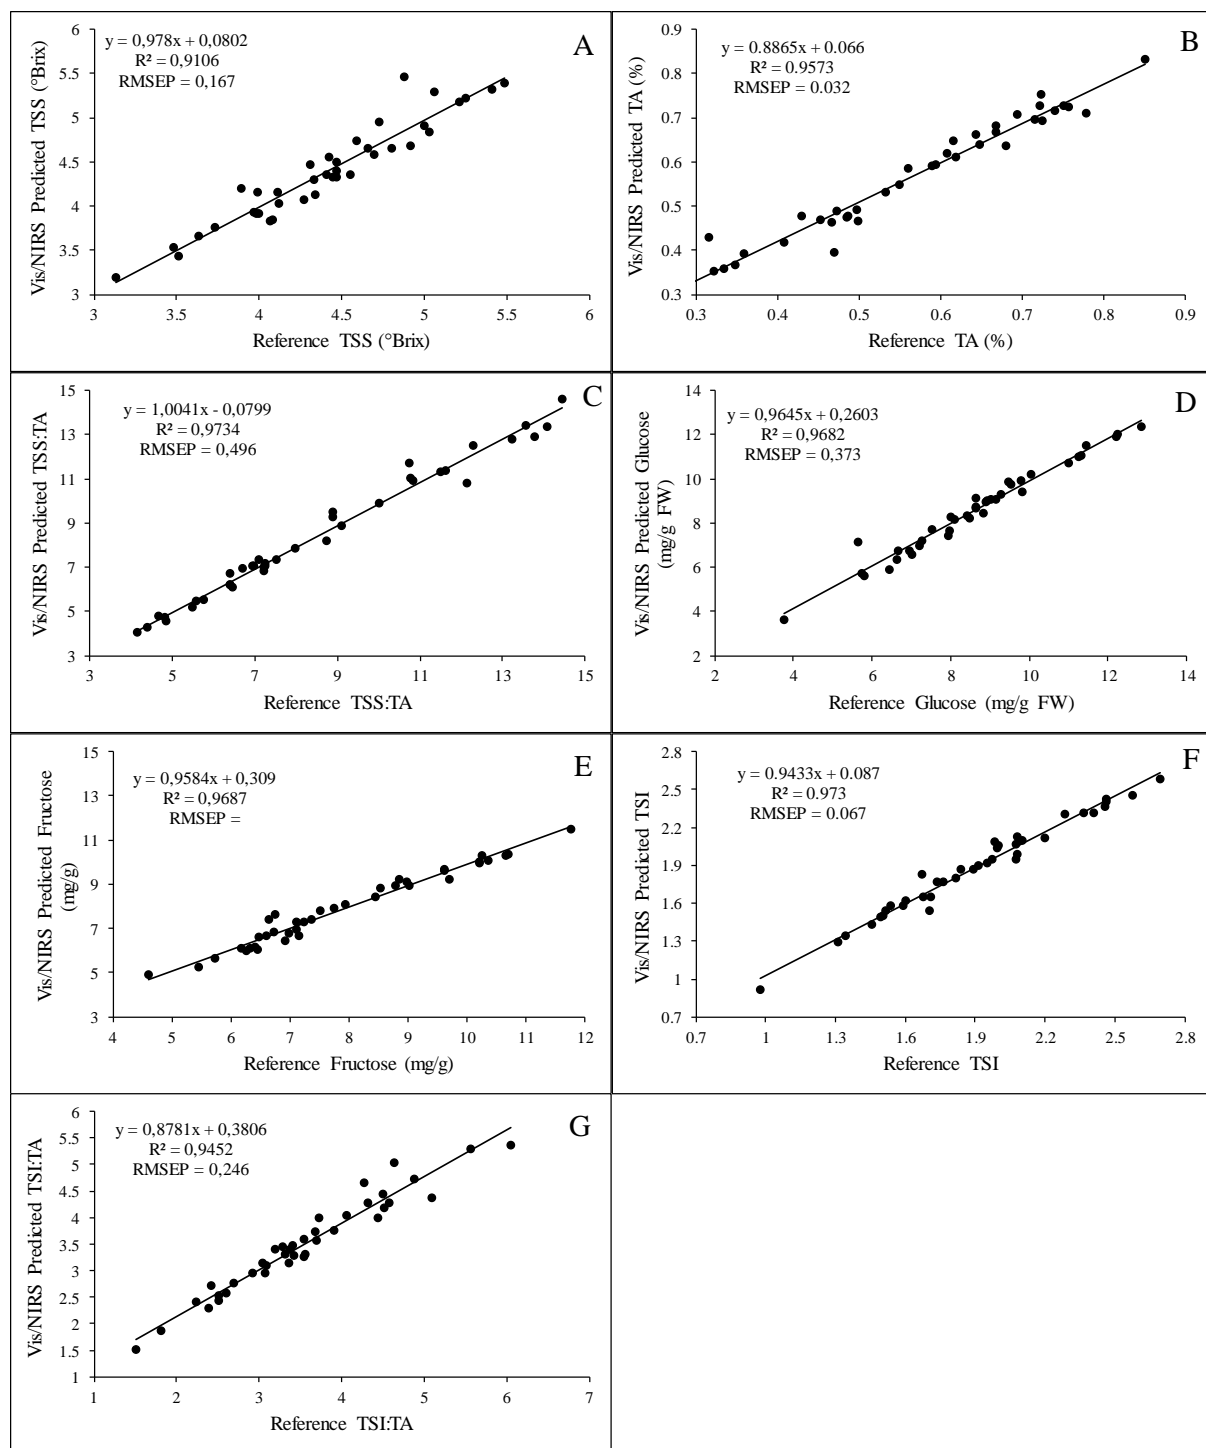 A
y = 0,978x + 0,0802
R² = 0,9106
RMSEP = 0,167
Vis/NIRS Predicted TSS (°Brix)
6
5.5
5
4.5
4
3.5
3
3 3.5 4 4.5 5 5.5 6
Reference TSS (°Brix)
B
y = 0.8865x + 0.066
R² = 0.9573
RMSEP = 0.032
Vis/NIRS Predicted TA (%)
0.9
0.8
0.7
0.6
0.5
0.4
0.3
0.3 0.4 0.5 0.6 0.7 0.8 0.9
Reference TA (%)
C
y = 1,0041x - 0,0799
R² = 0,9734
RMSEP = 0,496
Vis/NIRS Predicted TSS:TA
15
13
11
9
7
5
3
3 5 7 9 11 13 15
Reference TSS:TA
D
y = 0,9645x + 0,2603
R² = 0,9682
RMSEP = 0,373
Vis/NIRS Predicted Glucose
(mg/g FW)
14
12
10
8
6
4
2
2 4 6 8 10 12 14
Reference Glucose (mg/g FW)
E
y = 0,9584x + 0,309
R² = 0,9687
RMSEP =
Vis/NIRS Predicted Fructose
(mg/g)
15
13
11
9
7
5
3
4 5 6 7 8 9 10 11 12
Reference Fructose (mg/g)
F
y = 0.9433x + 0.087
R² = 0.973
RMSEP = 0.067
Vis/NIRS Predicted TSI
2.8
2.5
2.2
1.9
1.6
1.3
1
0.7
0.7 1 1.3 1.6 1.9 2.2 2.5 2.8
Reference TSI
G
y = 0,8781x + 0,3806
R² = 0,9452
RMSEP = 0,246
Vis/NIRS Predicted TSI:TA
6
5.5
5
4.5
4
3.5
3
2.5
2
1.5
1
1 2 3 4 5 6 7
Reference TSI:TA